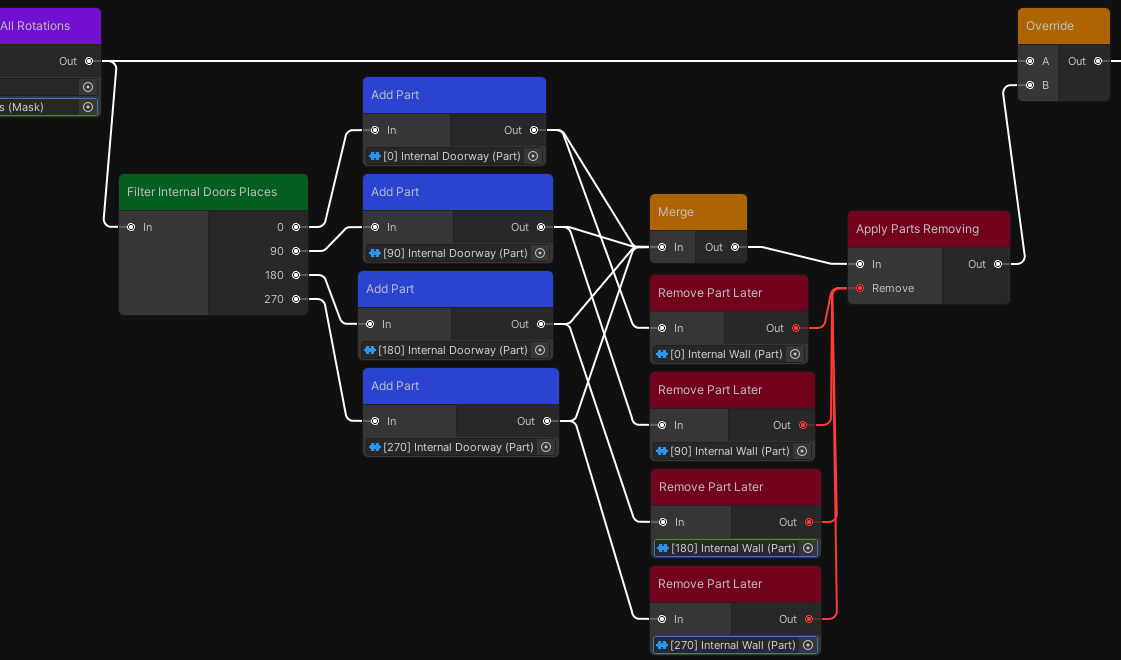 All Rotations
Out
s (Mask)
Override
A Out
B
Add Part
In Out
[0] Internal Doorway (Part)
Filter Internal Doors Places
In 0
90
180
270
Add Part
In Out
[90] Internal Doorway (Part)
Add Part
In Out
[180] Internal Doorway (Part)
Add Part
In Out
[270] Internal Doorway (Part)
Merge
In Out
Remove Part Later
In Out
[0] Internal Wall (Part)
Remove Part Later
In Out
[90] Internal Wall (Part)
Remove Part Later
In Out
[180] Internal Wall (Part)
Remove Part Later
In Out
[270] Internal Wall (Part)
Apply Parts Removing
In Out
Remove